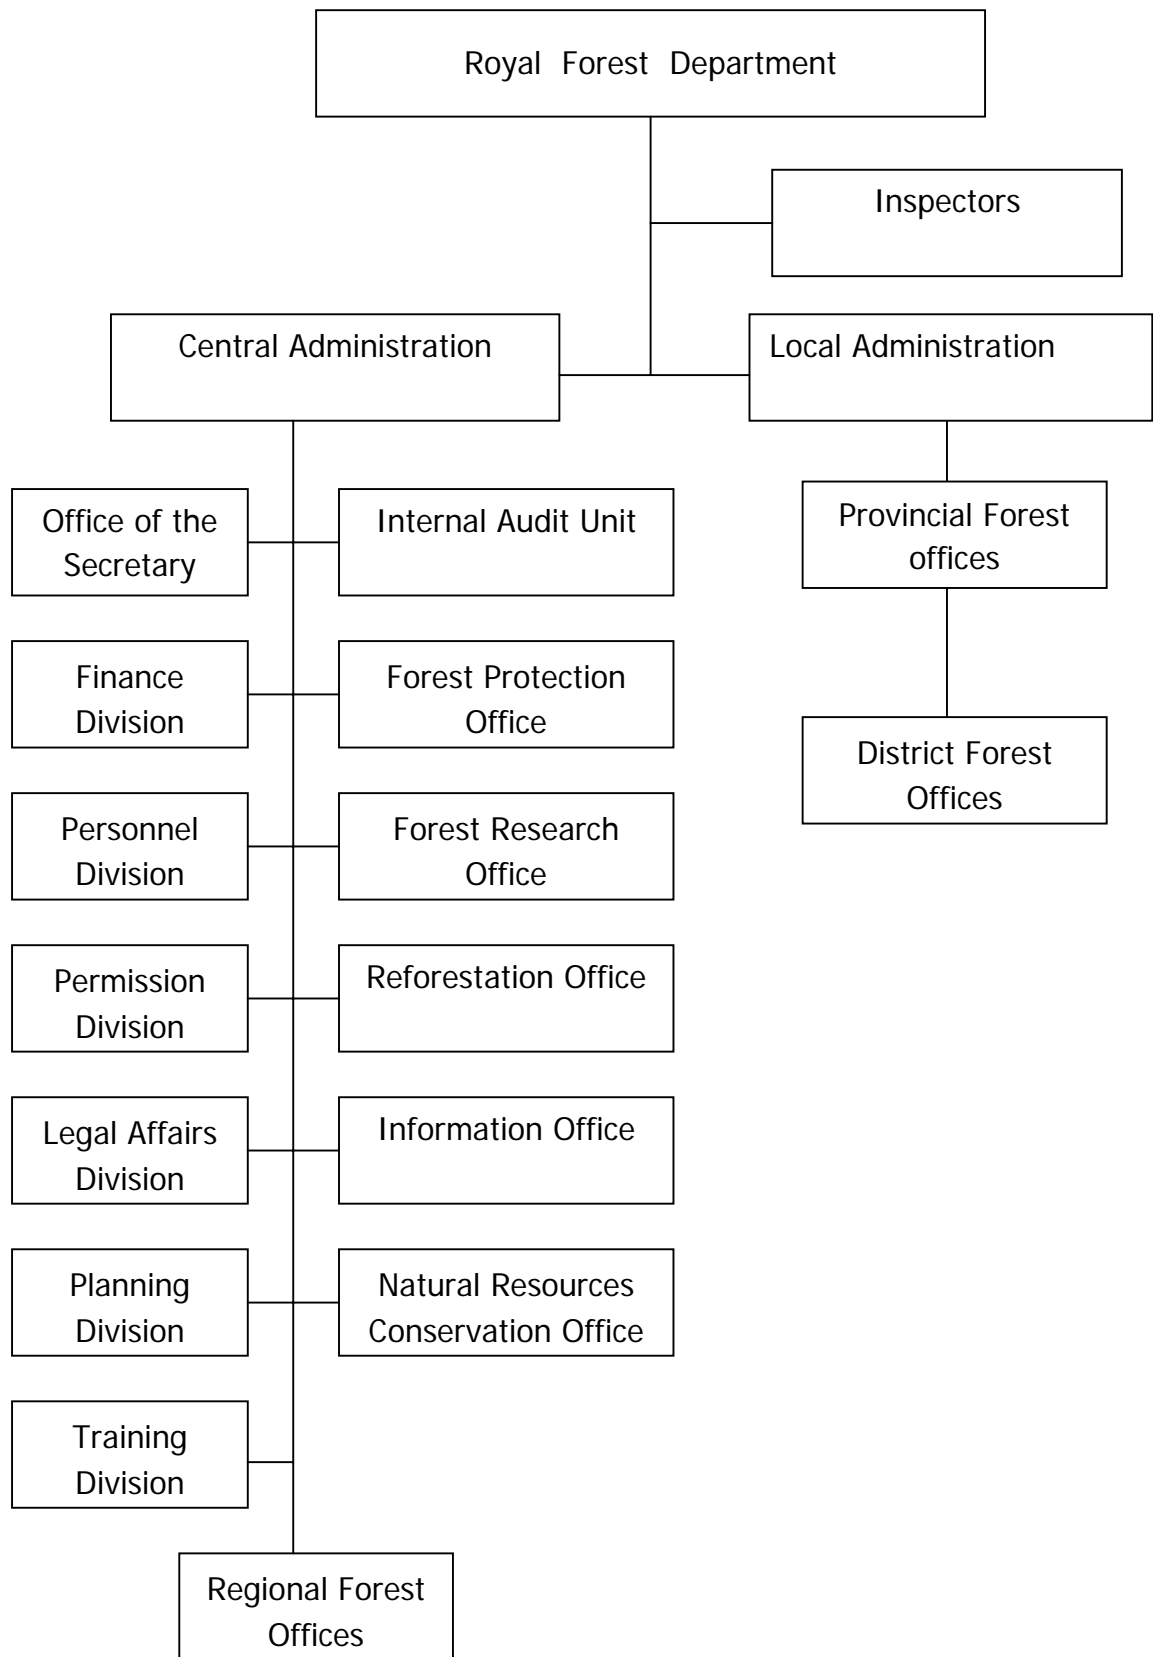 Royal Forest Department
Inspectors
Central Administration
Local Administration
Office of the
Secretary
Internal Audit Unit
Provincial Forest
offices
Finance
Division
Forest Protection
Office
District Forest
Offices
Personnel
Division
Forest Research
Office
Permission
Division
Reforestation Office
Legal Affairs
Division
Information Office
Planning
Division
Natural Resources
Conservation Office
Training
Division
Regional Forest
Offices